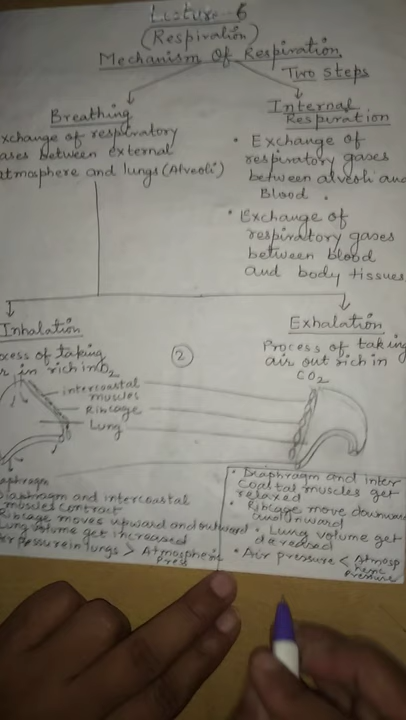 Lecture-6
(Respiration)
Mechanism Of Respiration
Two steps
Breathing
xchange of respiratory
ases between external
atmosphere and lungs (Alveoli)
Internal
Respiration
• Exchange of
respiratory gases
between alveoli and
Blood.
• Exchange of
respiratory gases
between blood
and body tissues
Inhalation
ocess of taking
r in rich in O2
2
Exhalation
Process of taking
air out rich in
CO2
intercoastal
muscles
Ribcage
Lung
aphragm
Diaphragm and intercoastal
muscles contract
Ribcage moves upward and outward
Lung volume get increased
er pressure in lungs > Atmospheric
Press
• Diaphragm and inter
Coastal muscles get
relaxed
• Ribcage move downwa
and inward
• Lung volume get
decreased
• Air pressure < Atmosp
heric
Pressure